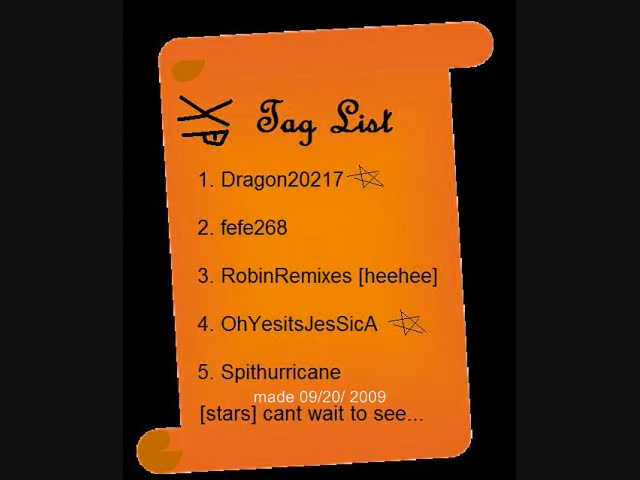 XP Tag List
1. Dragon20217
2. fefe268
3. RobinRemixes [heehee]
4. OhYesitsJesSicA
5. Spithurricane
made 09/20/ 2009
[stars] cant wait to see...